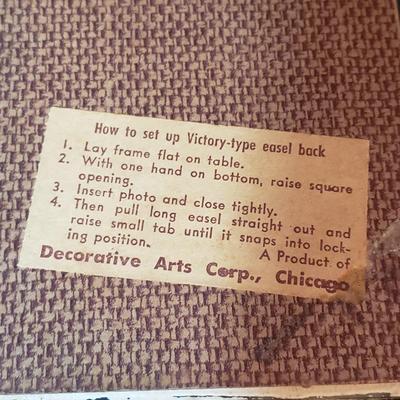 How to set up Victory-type easel back
1. Lay frame flat on table.
2. With one hand on bottom, raise square
opening.
3. Insert photo and close tightly.
4. Then pull long easel straight out and
raise small tab until it snaps into lock-
ing position.
A Product of
Decorative Arts Corp., Chicago